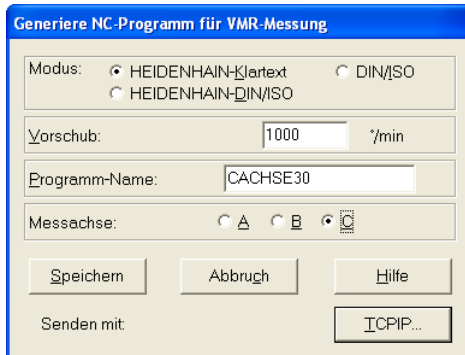 Generiere NC-Programm für VMR-Messung
Modus: HEIDENHAIN-Klartext DIN/ISO
HEIDENHAIN-DIN/ISO
Vorschub: 1000 °/min
Programm-Name: CACHSE30
Messachse: A B C
Speichern Abbruch Hilfe
Senden mit: TCPIP...